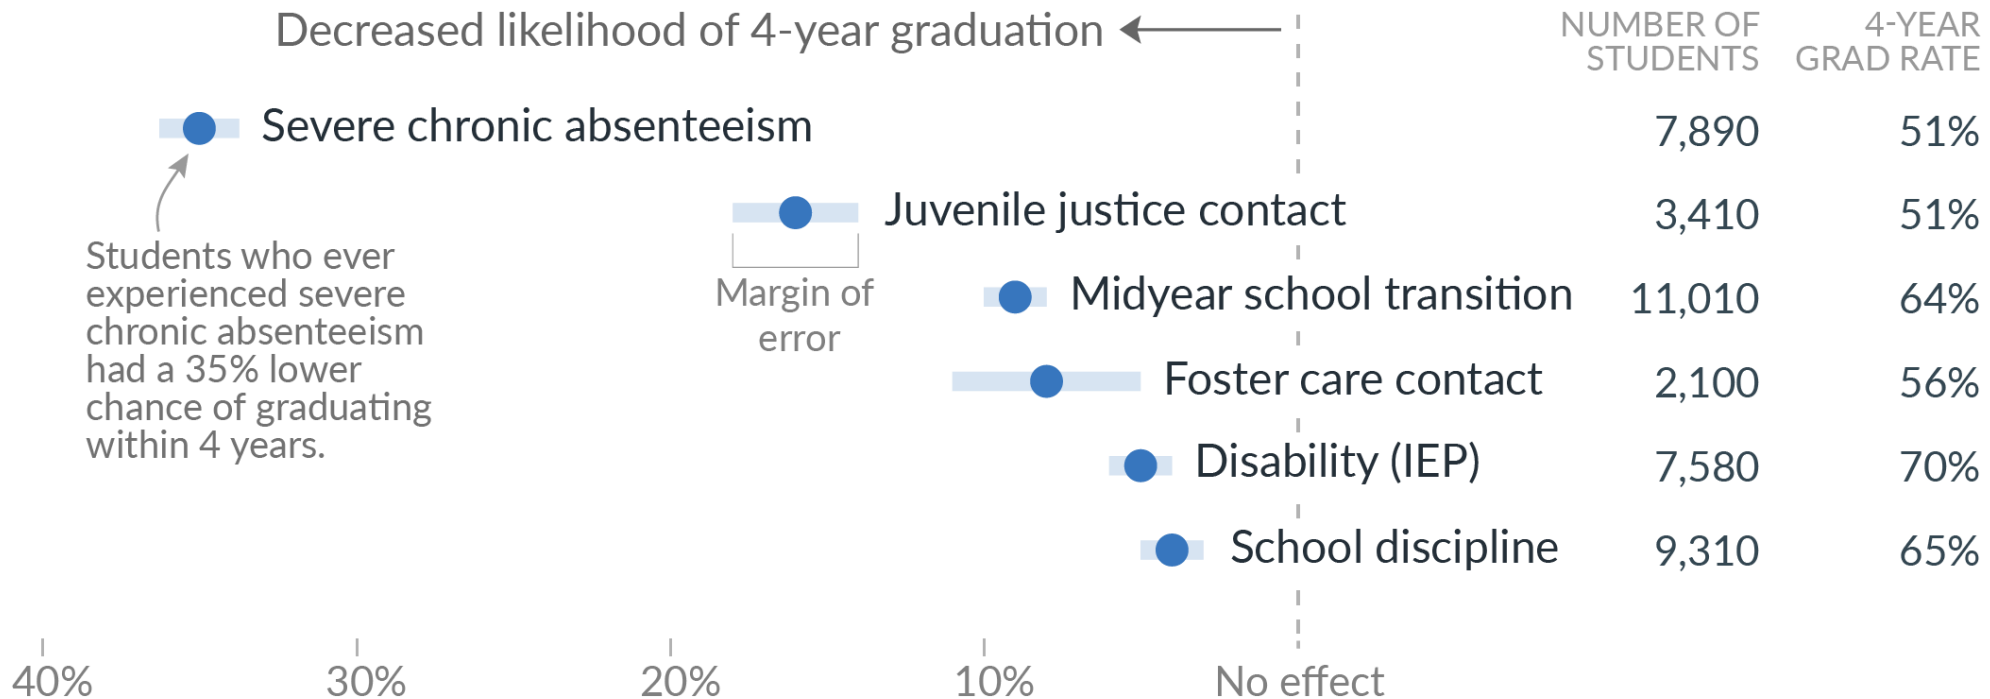 Decreased likelihood of 4-year graduation
NUMBER OF
STUDENTS
4-YEAR
GRAD RATE
Severe chronic absenteeism
7,890
51%
Juvenile justice contact
3,410
51%
Students who ever
experienced severe
chronic absenteeism
had a 35% lower
chance of graduating
within 4 years.
Margin of
error
Midyear school transition
11,010
64%
Foster care contact
2,100
56%
Disability (IEP)
7,580
70%
School discipline
9,310
65%
40%
30%
20%
10%
No effect